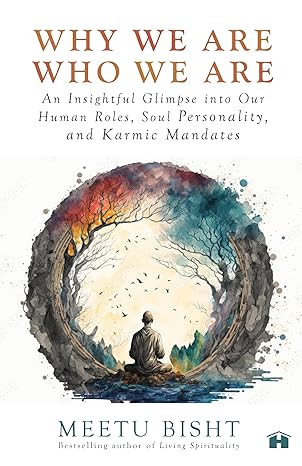 WHY WE ARE
WHO WE ARE
An Insightful Glimpse into Our
Human Roles, Soul Personality,
and Karmic Mandates
MEETU BISHT
Bestselling author of Living Spirituality
H